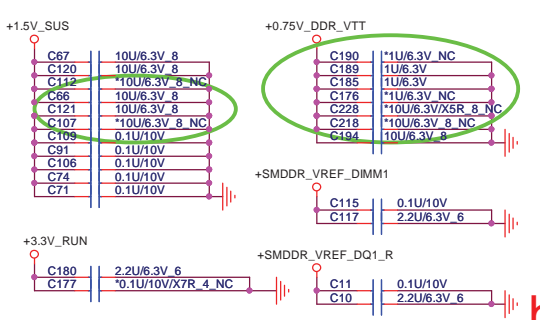 +1.5V_SUS
C67 10U/6.3V_8
C120 10U/6.3V_8
C112 *10U/6.3V_8_NC
C66 10U/6.3V_8
C121 10U/6.3V_8
C107 *10U/6.3V_8_NC
C109 0.1U/10V
C91 0.1U/10V
C106 0.1U/10V
C74 0.1U/10V
C71 0.1U/10V
+0.75V_DDR_VTT
C190 *1U/6.3V_NC
C189 1U/6.3V
C185 1U/6.3V
C176 *1U/6.3V_NC
C228 *10U/6.3V/X5R_8_NC
C218 *10U/6.3V_8_NC
C194 10U/6.3V_8
+SMDDR_VREF_DIMM1
C115 0.1U/10V
C117 2.2U/6.3V_6
+3.3V_RUN
C180 2.2U/6.3V_6
C177 *0.1U/10V/X7R_4_NC
+SMDDR_VREF_DQ1_R
C11 0.1U/10V
C10 2.2U/6.3V_6